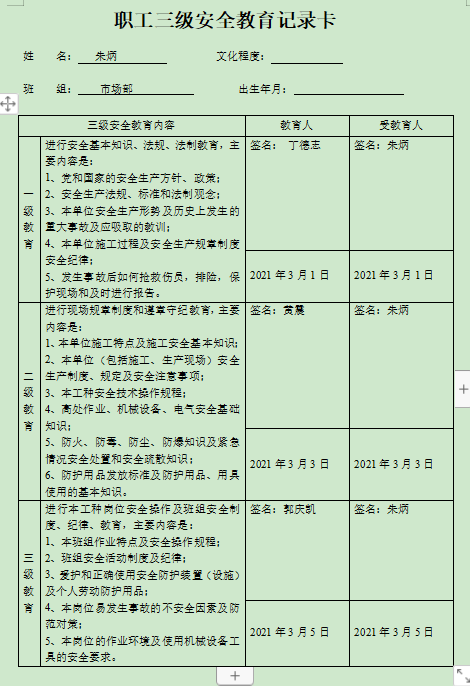 职工三级安全教育记录卡
姓 名： 朱炳 文化程度：
班 组： 市场部 出生年月：
三级安全教育内容 教育人 受教育人
一级教育
进行安全基本知识、法规、法制教育，主
要内容是：
1、党和国家的安全生产方针、政策；
2、安全生产法规、标准和法制观念；
3、本单位安全生产形势及历史上发生的
重大事故及应吸取的教训；
4、本单位施工过程及安全生产规章制度
安全纪律；
5、发生事故后如何抢救伤员，排险，保
护现场和及时进行报告。
签名： 丁德志 签名：朱炳
2021年3月1日 2021年3月1日
二级教育
进行现场规章制度和遵章守纪教育，主要
内容是：
1、本单位施工特点及施工安全基本知识；
2、本单位（包括施工、生产现场）安全
生产制度、规定及安全注意事项；
3、本工种安全技术操作规程；
4、高处作业、机械设备、电气安全基础
知识；
5、防火、防毒、防尘、防爆知识及紧急
情况安全处置和安全疏散知识；
6、防护用品发放标准及防护用品、用具
使用的基本知识。
签名：黄震 签名：朱炳
2021年3月3日 2021年3月3日
三级教育
进行本工种岗位安全操作及班组安全制
度、纪律、教育，主要内容是：
1、本班组作业特点及安全操作规程；
2、班组安全活动制度及纪律；
3、爱护和正确使用安全防护装置（设施）
及个人劳动防护用品；
4、本岗位易发生事故的不安全因素及防
范对策；
5、本岗位的作业环境及使用机械设备工
具的安全要求。
签名：郭庆凯 签名：朱炳
2021年3月5日 2021年3月5日